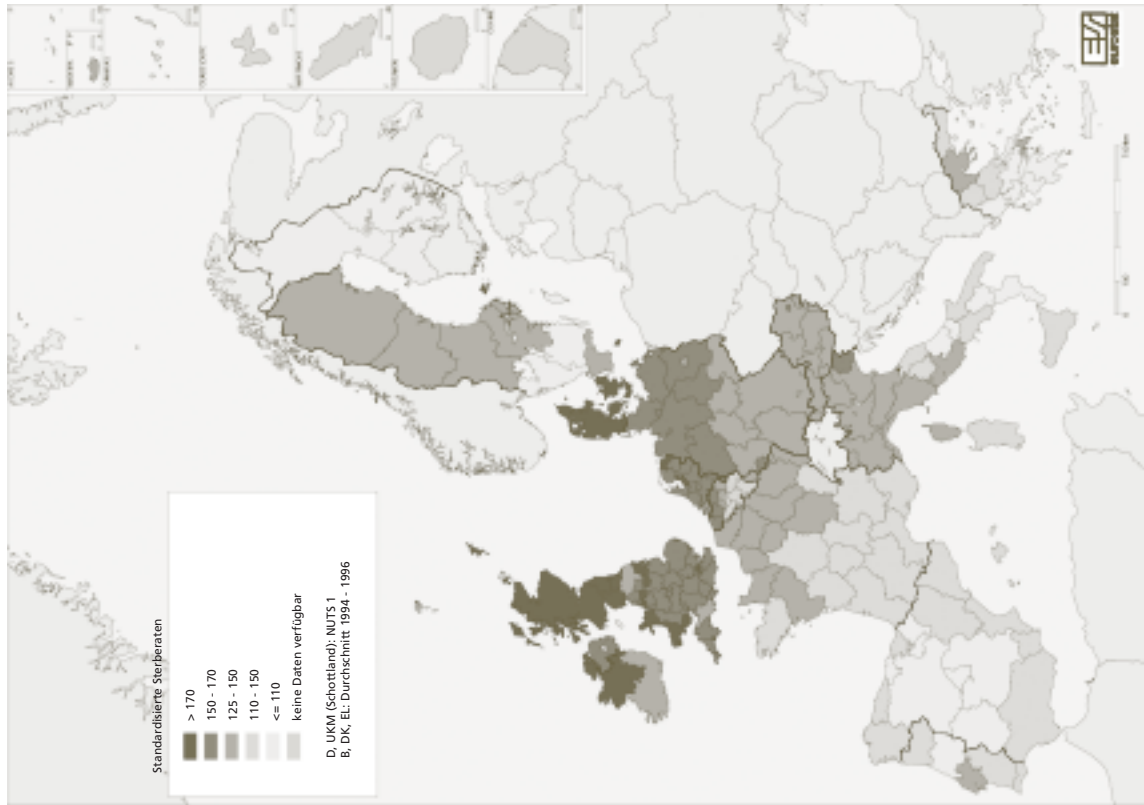 Standardisierte Sterberaten
> 170
150 - 170
125 - 150
110 - 150
<= 110
keine Daten verfügbar
D, UKM (Schottland): NUTS 1
B, DK, EL: Durchschnitt 1994 - 1996
eurostat